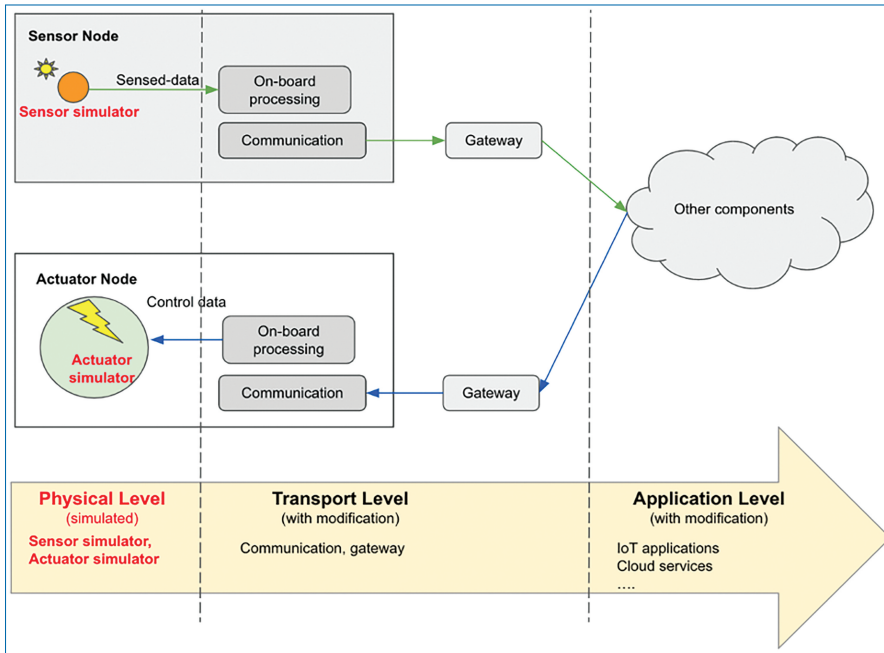 Sensor Node
Sensed-data
Sensor simulator
On-board
processing
Communication
Gateway
Other components
Actuator Node
Control data
Actuator
simulator
On-board
processing
Communication
Gateway
Physical Level
(simulated)
Sensor simulator,
Actuator simulator
Transport Level
(with modification)
Communication, gateway
Application Level
(with modification)
IoT applications
Cloud services
....